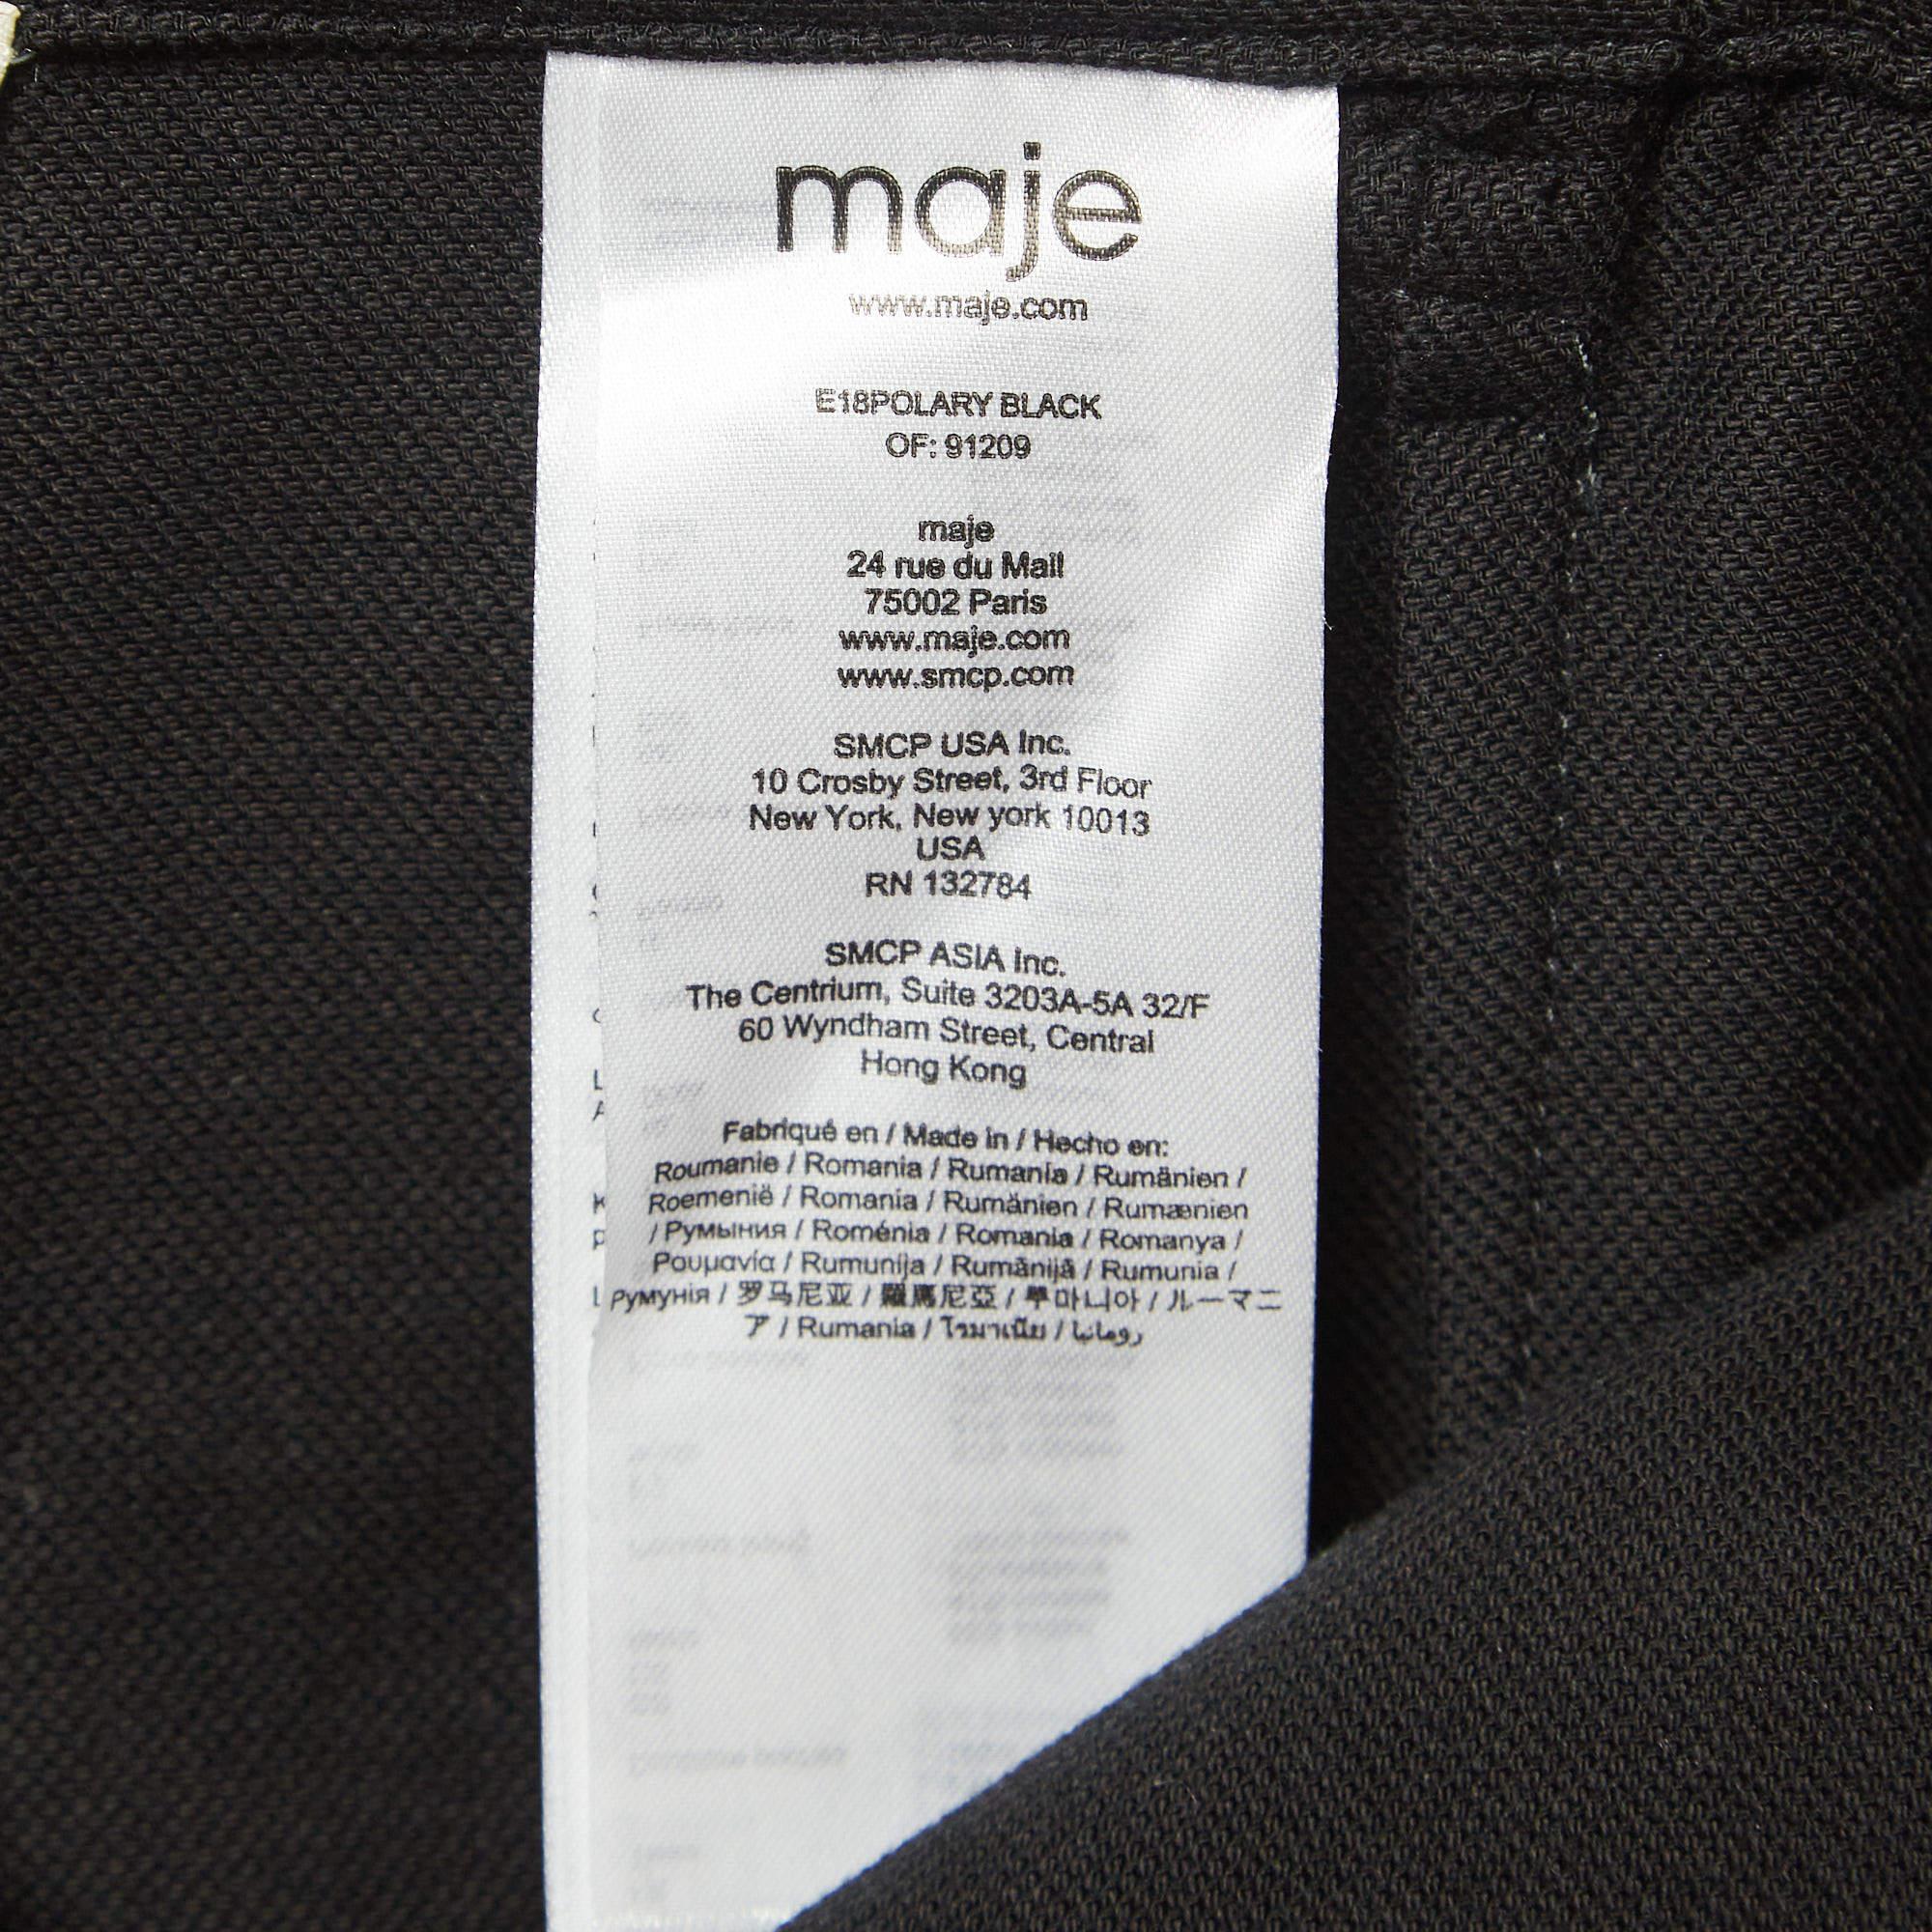 maje
www.maje.com
E18POLARY BLACK
OF: 91209
maje
24 rue du Mail
75002 Paris
www.maje.com
www.smcp.com
SMCP USA Inc.
10 Crosby Street, 3rd Floor
New York, New york 10013
USA
RN 132784
SMCP ASIA Inc.
The Centrium, Suite 3203A-5A 32/F
60 Wyndham Street, Central
Hong Kong
Fabriqué en / Made in / Hecho en:
Roumanie / Romania / Rumanía / Rumänien /
Roemenië / Romania / Rumänien / Rumænien
/ Румыния / Roménia / Romania / Romanya /
Ρουμανία / Rumunija / Rumānijā / Rumunia /
Румунія / 罗马尼亚 / 羅馬尼亞 / 루마니아 / ルーマニ
ア / Rumania / โรมาเนีย / رومانيا